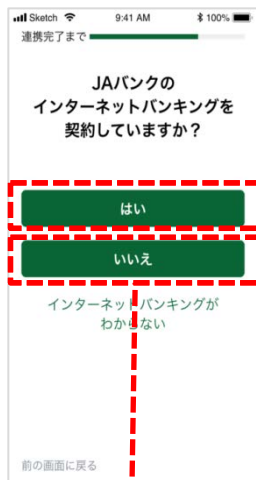 Sketch 9:41 AM 100%
連携完了まで
JAバンクの
インターネットバンキングを
契約していますか？
はい
いいえ
インターネットバンキングが
わからない
前の画面に戻る